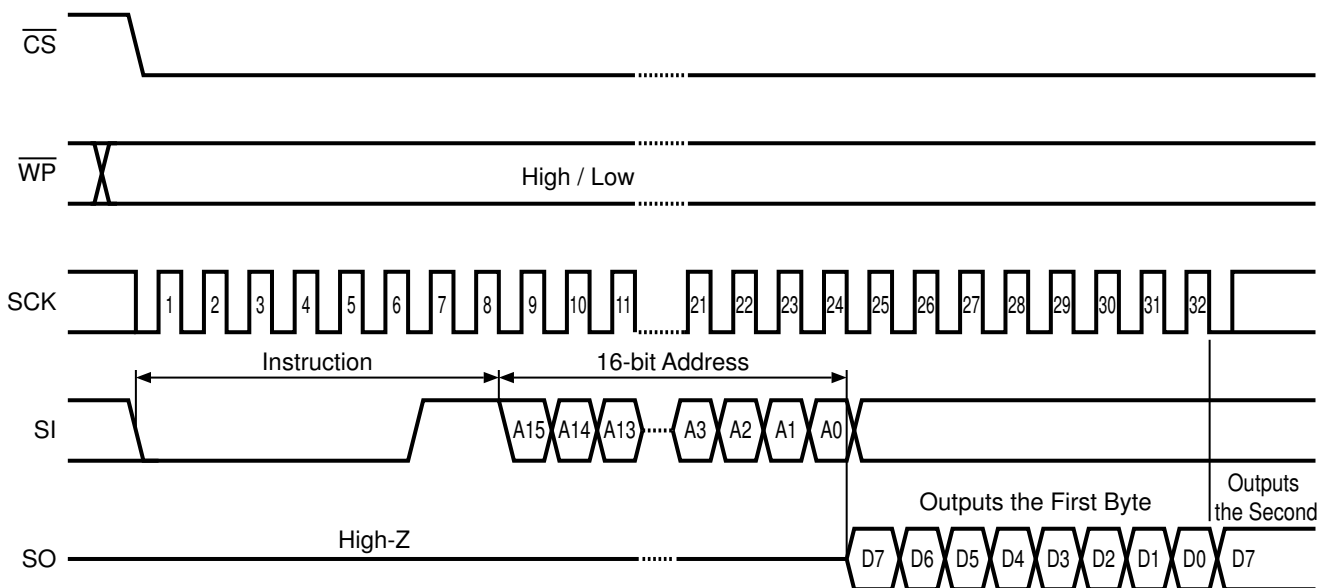 CS
WP
High / Low
SCK
1 2 3 4 5 6 7 8 9 10 11 21 22 23 24 25 26 27 28 29 30 31 32
Instruction
16-bit Address
SI
A15 A14 A13 A3 A2 A1 A0
Outputs the First Byte
Outputs
the Second
High-Z
SO
D7 D6 D5 D4 D3 D2 D1 D0 D7